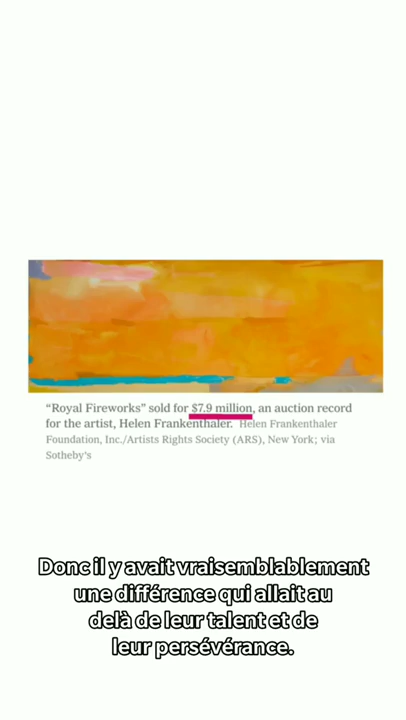 “Royal Fireworks” sold for $7.9 million, an auction record
for the artist, Helen Frankenthaler. Helen Frankenthaler
Foundation, Inc./Artists Rights Society (ARS), New York; via
Sotheby's
Donc il y avait vraisemblablement
une différence qui allait au
delà de leur talent et de
leur persévérance.